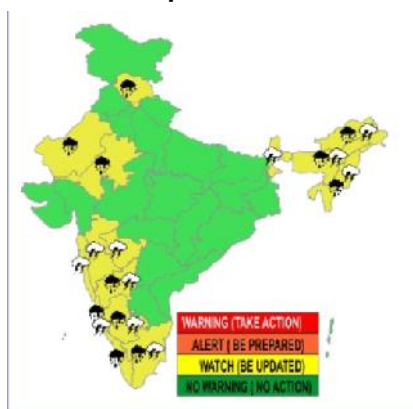 WARNING (TAKE ACTION)
ALERT ( BE PREPARED)
WATCH (BE UPDATED)
NO WARNING ( NO ACTION)